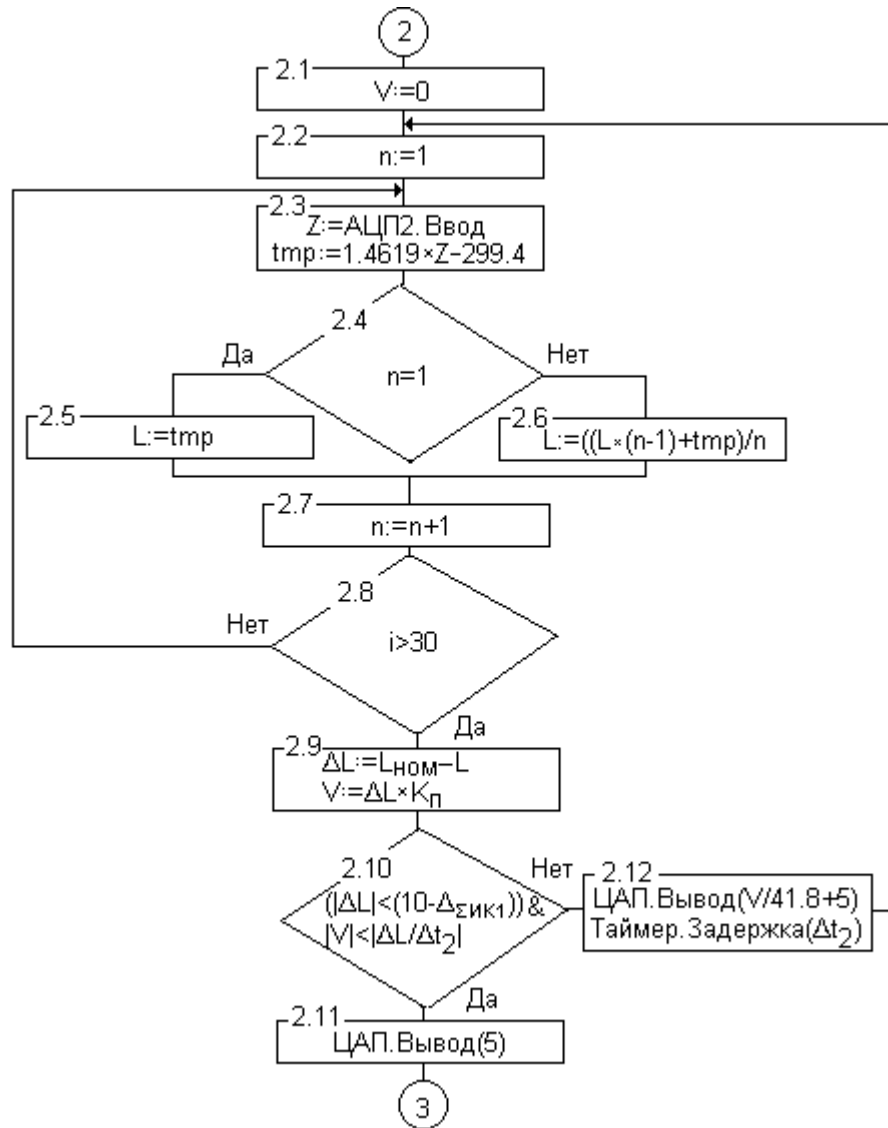 2
2.1
V:=0
2.2
n:=1
2.3
Z:=АЦП2.Ввод
tmp:=1.4619×Z-299.4
2.4
Да
Нет
n=1
2.5
L:=tmp
2.6
L:=((L×(n-1)+tmp)/n
2.7
n:=n+1
2.8
Нет
i>30
Да
2.9
ΔL:=Lном-L
V:=ΔL×Kп
2.10
Нет
(|ΔL|<(10-ΔΣИК1))&
|V|<|ΔL/Δt2|
2.12
ЦАП.Вывод(V/41.8+5)
Таймер.Задержка(Δt2)
Да
2.11
ЦАП.Вывод(5)
3